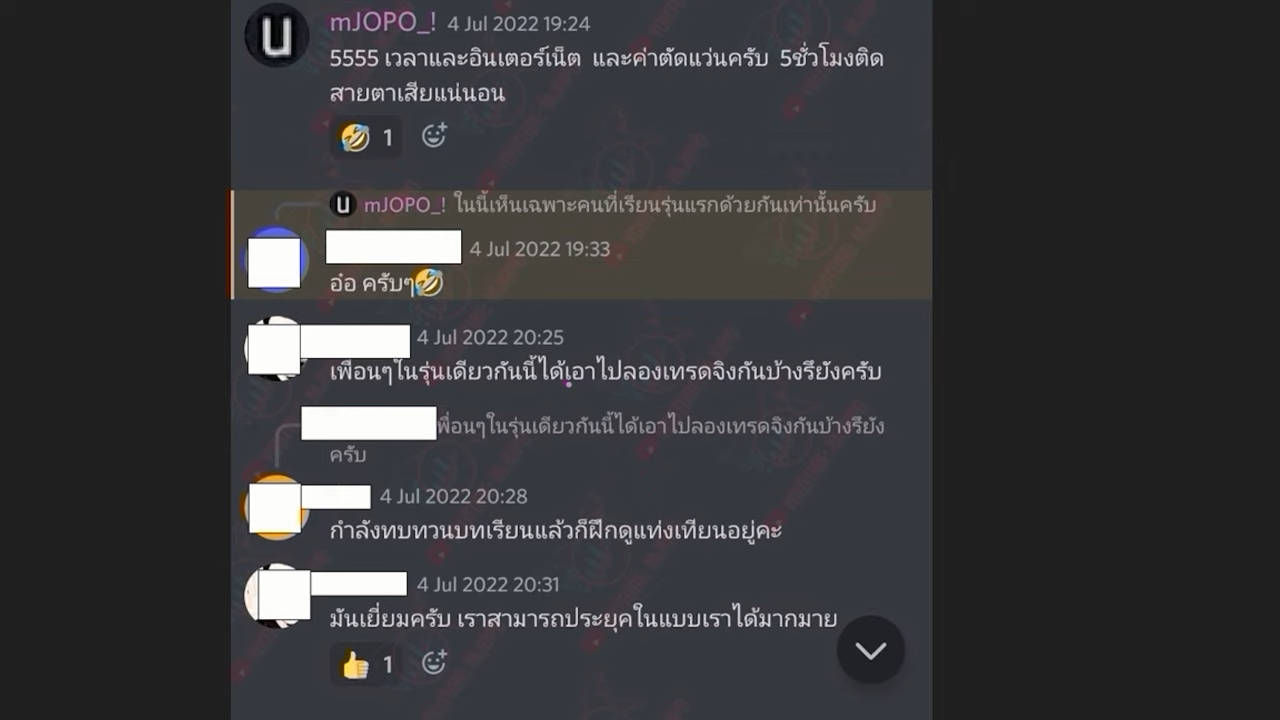 mJOPO_! 4 Jul 2022 19:24
5555 เวลาและอินเตอร์เน็ต และค่าตัดแว่นครับ 5ชั่วโมงติด
สายตาเสียแน่นอน
1
mJOPO_! ในนี้เห็นเฉพาะคนที่เรียนรุ่นแรกด้วยกันเท่านั้นครับ
4 Jul 2022 19:33
อ๋อ ครับๆ🤣
4 Jul 2022 20:25
เพื่อนๆในรุ่นเดียวกันนี้ได้เอาไปลองเทรดจิงกันบ้างรึยังครับ
พื่อนๆในรุ่นเดียวกันนี้ได้เอาไปลองเทรดจิงกันบ้างรึยัง
ครับ
4 Jul 2022 20:28
กำลังทบทวนบทเรียนแล้วก็ฝึกดูแท่งเทียนอยู่คะ
4 Jul 2022 20:31
มันเยี่ยมครับ เราสามารถประยุคในแบบเราได้มากมาย
1